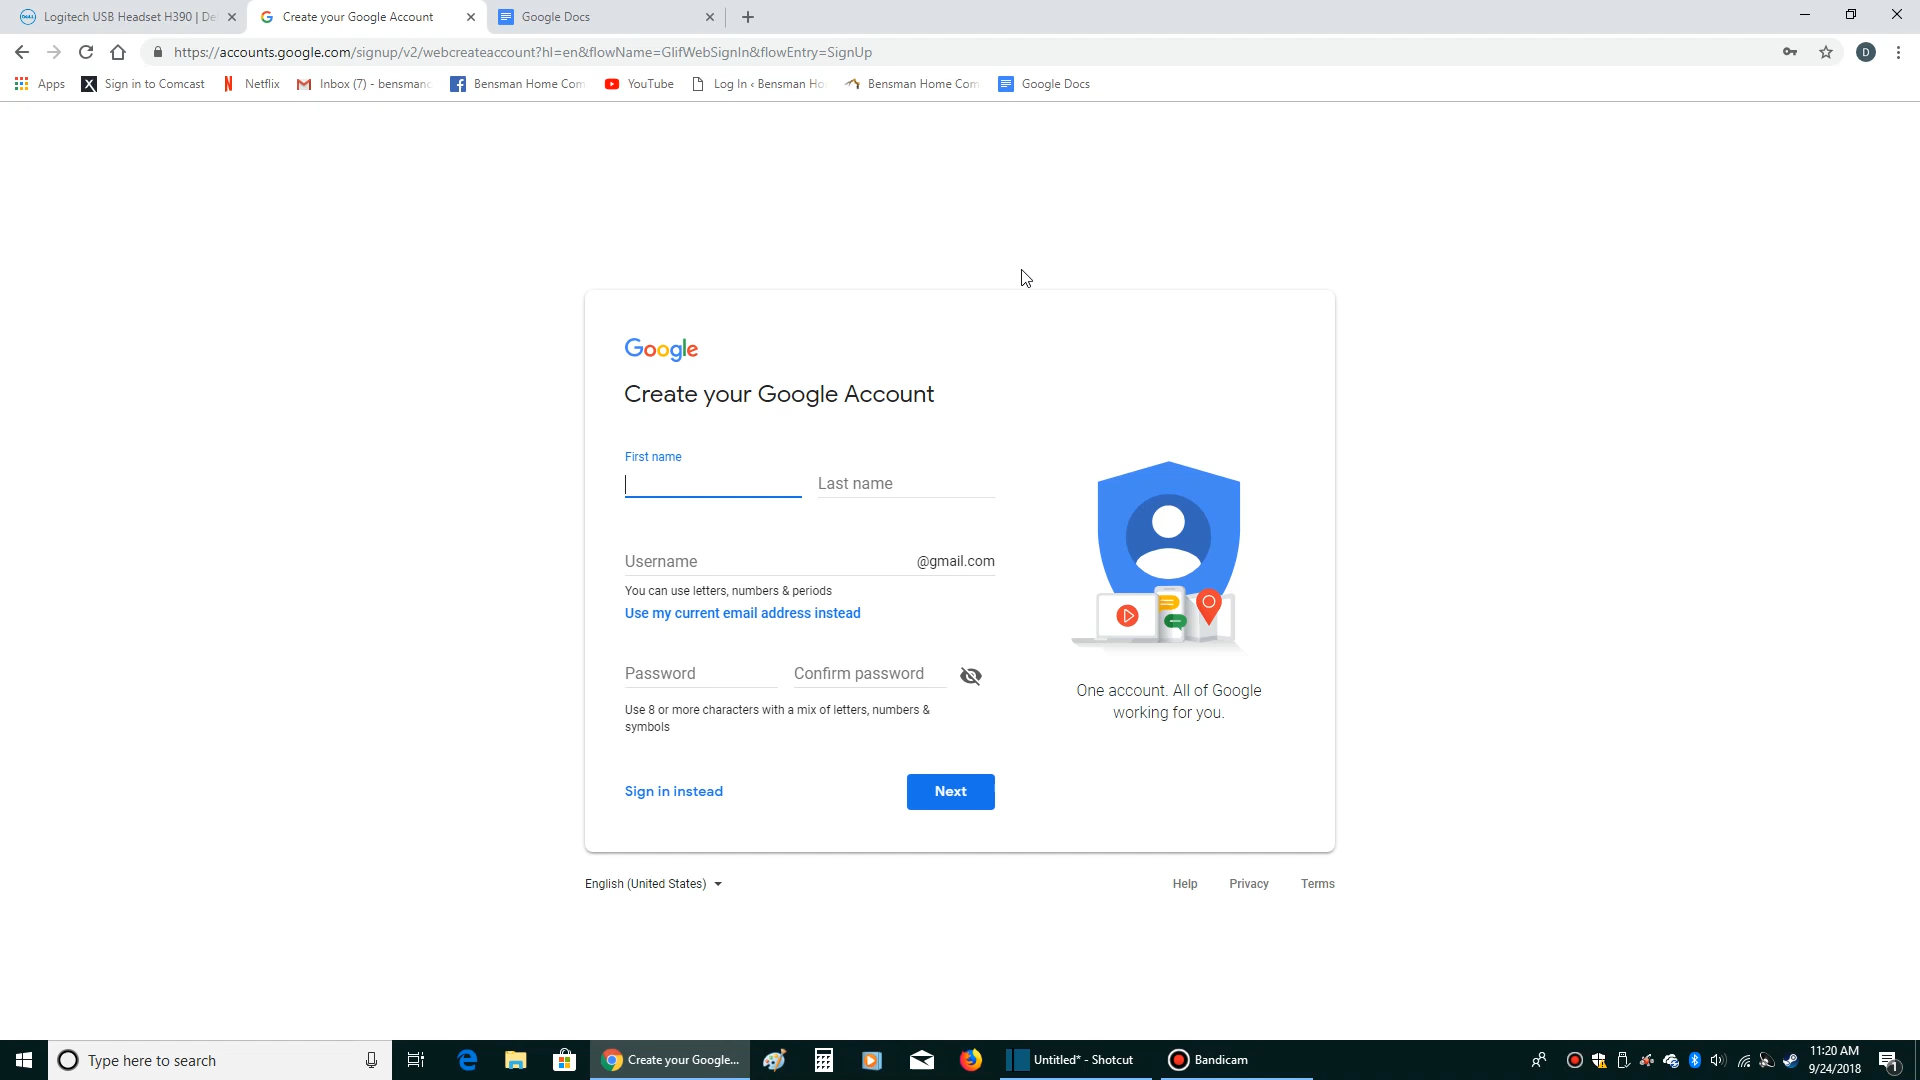 Logitech USB Headset H390 | De
Create your Google Account
Google Docs
https://accounts.google.com/signup/v2/webcreateaccount?hl=en&flowName=GlifWebSignIn&flowEntry=SignUp
D
Apps
Sign in to Comcast
Netflix
Inbox (7) - bensmanc
Bensman Home Com
YouTube
Log In ‹ Bensman Ho
Bensman Home Com
Google Docs
Google
Create your Google Account
First name
Last name
Username
@gmail.com
You can use letters, numbers & periods
Use my current email address instead
Password
Confirm password
Use 8 or more characters with a mix of letters, numbers &
symbols
One account. All of Google
working for you.
Sign in instead
Next
English (United States)
Help
Privacy
Terms
Type here to search
Create your Google...
Untitled* - Shotcut
Bandicam
11:20 AM
9/24/2018
1